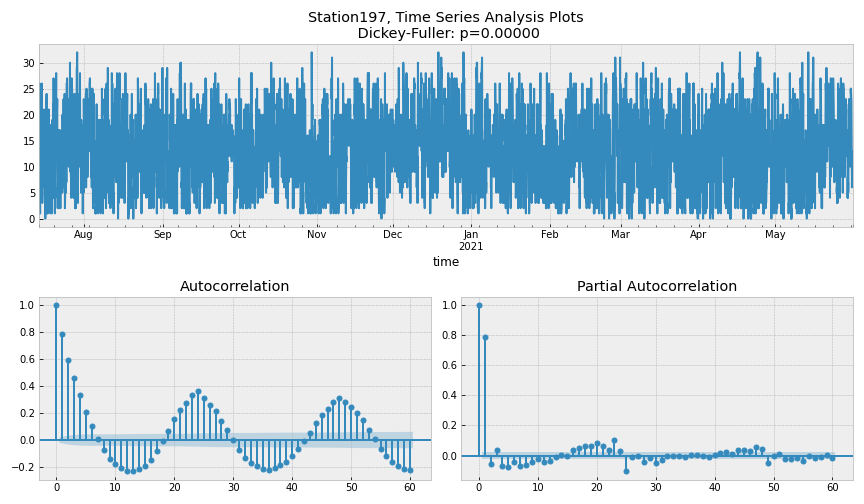 Station197, Time Series Analysis Plots
Dickey-Fuller: p=0.00000
30
25
20
15
10
5
0
Aug Sep Oct Nov Dec Jan Feb Mar Apr May
2021
time
Autocorrelation
1.0
0.8
0.6
0.4
0.2
0.0
−0.2
0 10 20 30 40 50 60
Partial Autocorrelation
1.0
0.8
0.6
0.4
0.2
0.0
0 10 20 30 40 50 60